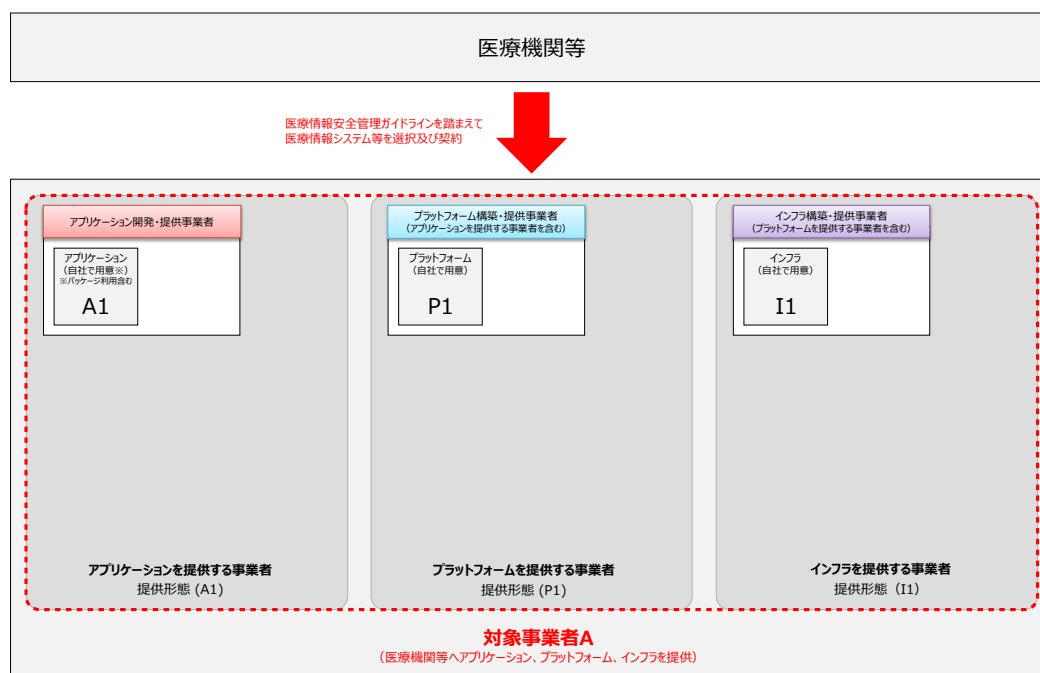 医療機関等
医療情報安全管理ガイドラインを踏まえて
医療情報システム等を選択及び契約
アプリケーション開発・提供事業者
アプリケーション
(自社で用意※)
※パッケージ利用含む
A1
アプリケーションを提供する事業者
提供形態 (A1)
プラットフォーム構築・提供事業者
(アプリケーションを提供する事業者を含む)
プラットフォーム
(自社で用意)
P1
プラットフォームを提供する事業者
提供形態 (P1)
インフラ構築・提供事業者
(プラットフォームを提供する事業者を含む)
インフラ
(自社で用意)
I1
インフラを提供する事業者
提供形態 (I1)
対象事業者A
(医療機関等へアプリケーション、プラットフォーム、インフラを提供)